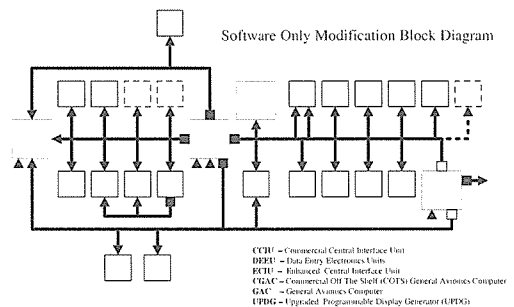 Software Only Modification Block Diagram
CCIU – Commercial Central Interface Unit
DEEU – Data Entry Electronics Units
ECIU – Enhanced Central Interface Unit
CGAC – Commercial Off The Shelf (COTS) General Avionics Computer
GAC – General Avionics Computer
UPDG – Upgraded Programmable Display Generator (UPDG)